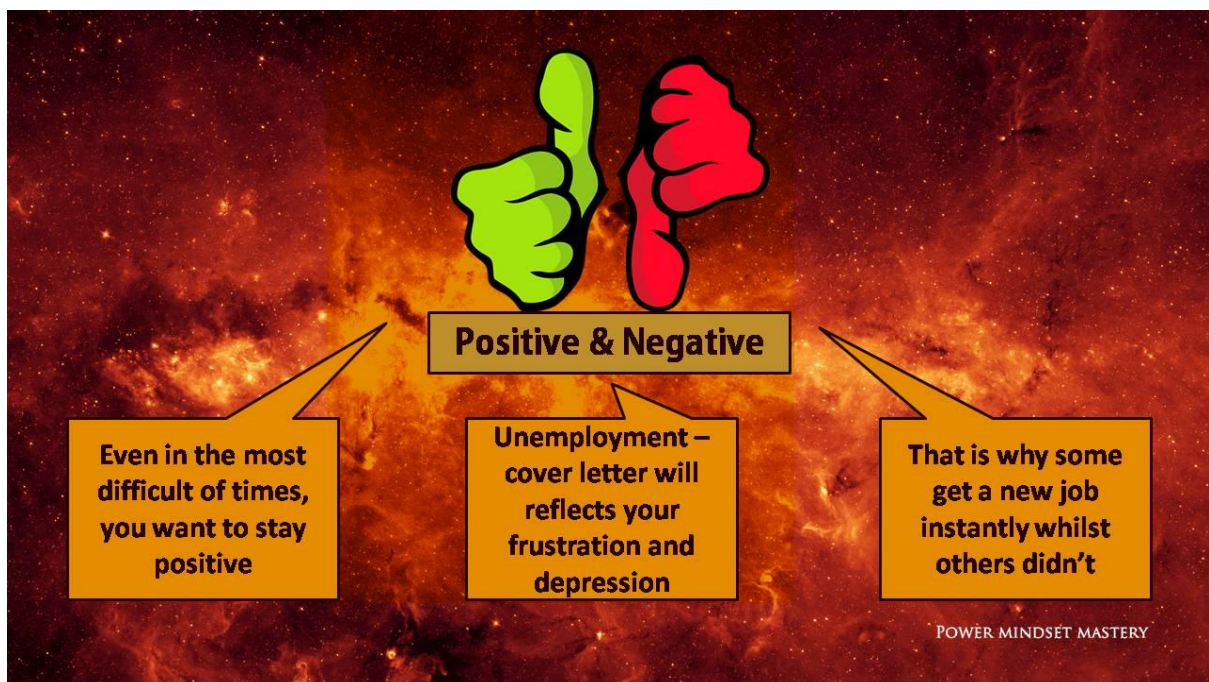 Positive & Negative
Even in the most
difficult of times,
you want to stay
positive
Unemployment –
cover letter will
reflects your
frustration and
depression
That is why some
get a new job
instantly whilst
others didn't
POWER MINDSET MASTERY